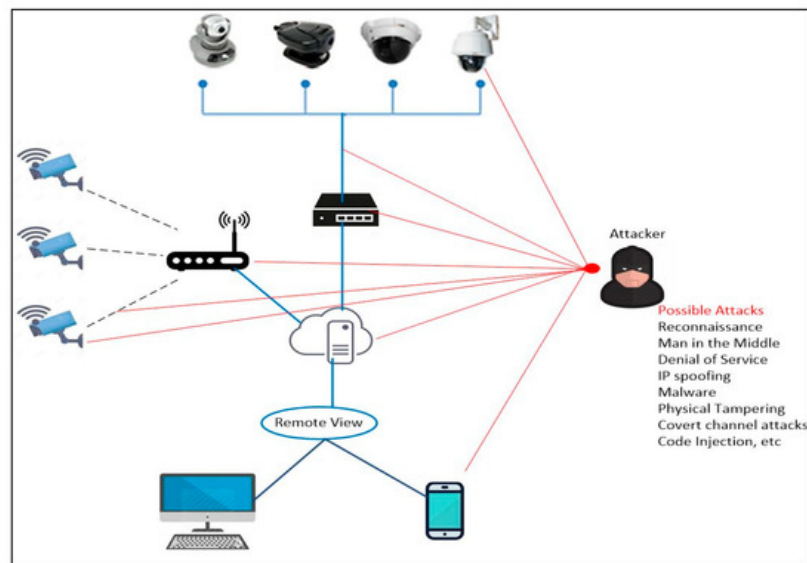 Attacker
Possible Attacks
Reconnaissance
Man in the Middle
Denial of Service
IP spoofing
Malware
Physical Tampering
Covert channel attacks
Code Injection, etc
Remote View